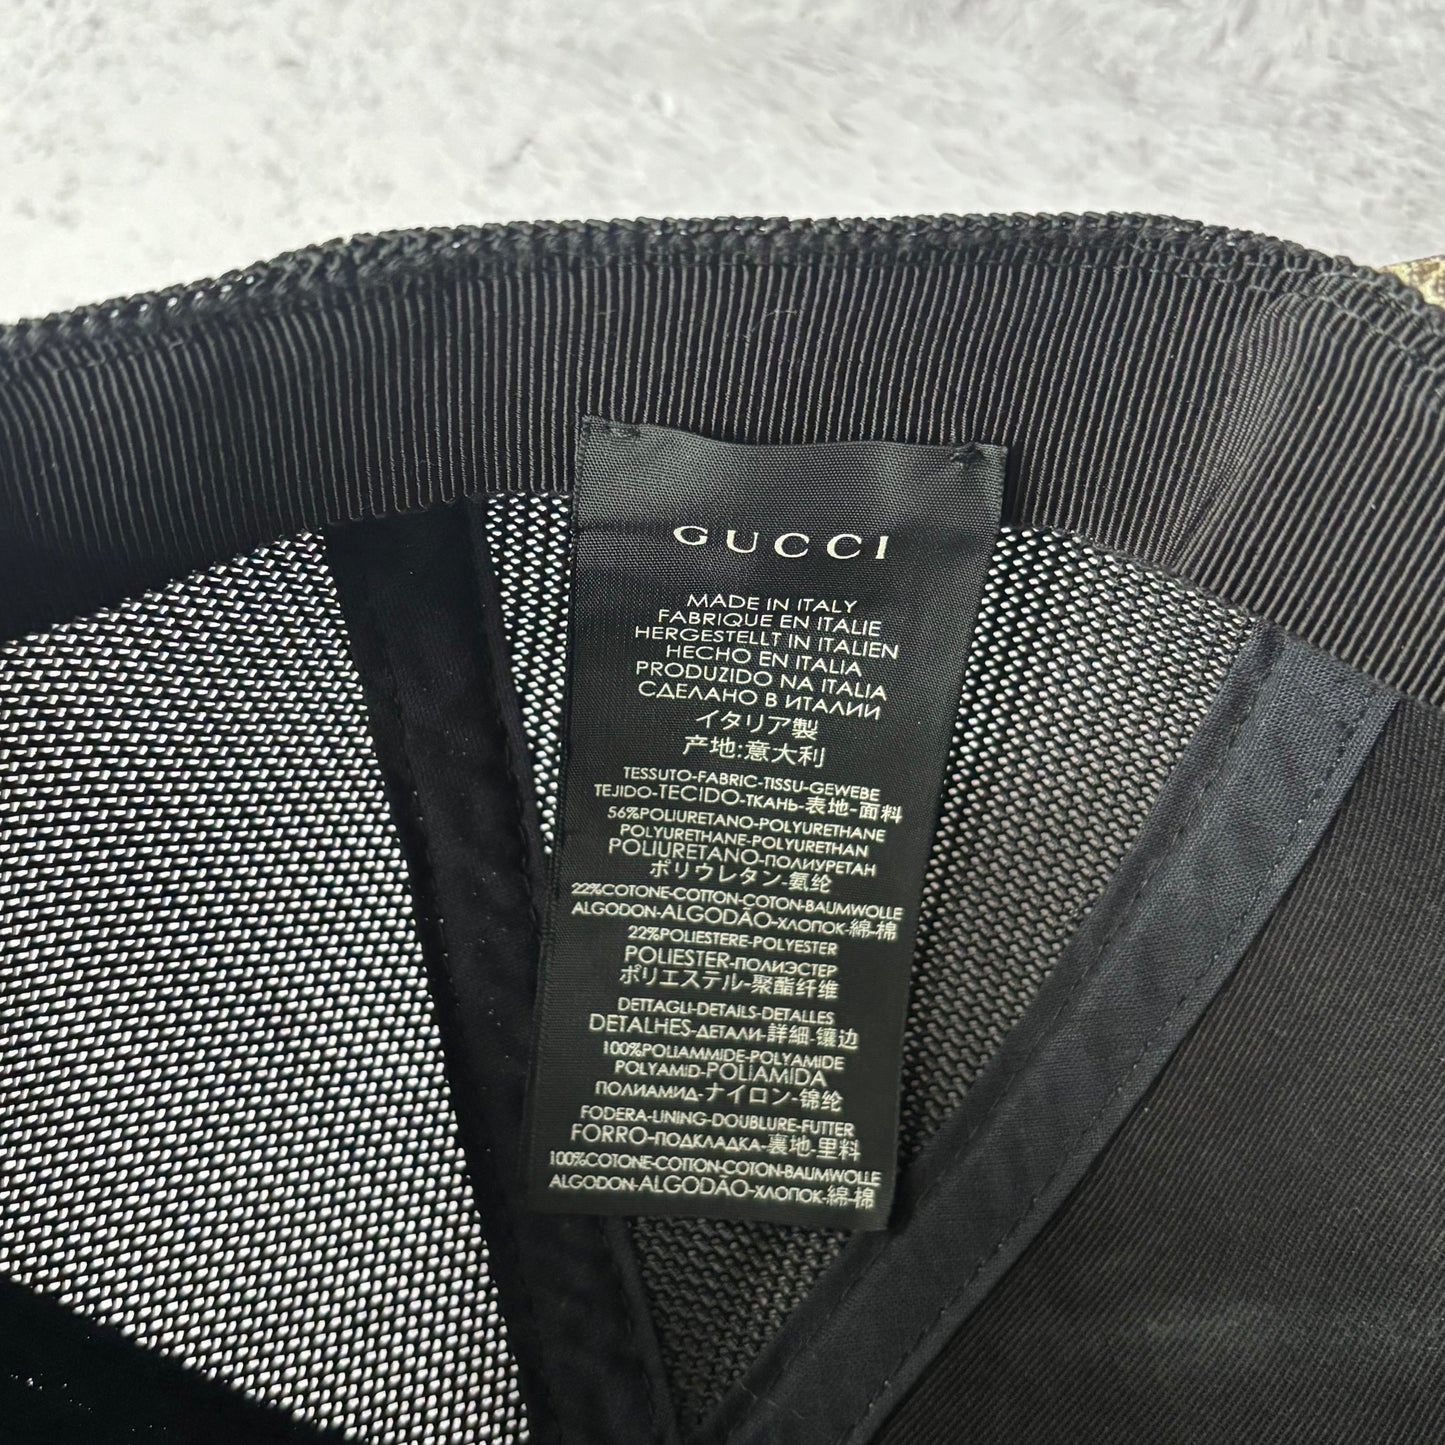 GUCCI
MADE IN ITALY
FABRIQUE EN ITALIE
HERGESTELLT IN ITALIEN
HECHO EN ITALIA
PRODUZIDO NA ITALIA
СДЕЛАНО В ИТАЛИИ
イタリア製
产地:意大利
TESSUTO-FABRIC-TISSU-GEWEBE
TEJIDO-TECIDO-ТКАНЬ-表地-面料
56%POLIURETANO-POLYURETHANE
POLYURETHANE-POLYURETHAN
POLIURETANO-ПОЛИУРЕТАН
ポリウレタン-氨纶
22%COTONE-COTTON-COTON-BAUMWOLLE
ALGODON-ALGODÃO-ХЛОПОК-綿-棉
22%POLIESTERE-POLYESTER
POLIESTER-ПОЛИЭСТЕР
ポリエステル-聚酯纤维
DETTAGLI-DETAILS-DETALLES
DETALHES-ДЕТАЛИ-詳細-镶边
100%POLIAMMIDE-POLYAMIDE
POLYAMID-POLIAMIDA
ПОЛИАМИД-ナイロン-锦纶
FODERA-LINING-DOUBLURE-FUTTER
FORRO-ПОДКЛАДКА-裏地-里料
100%COTONE-COTTON-COTON-BAUMWOLLE
ALGODON-ALGODÃO-ХЛОПОК-綿-棉